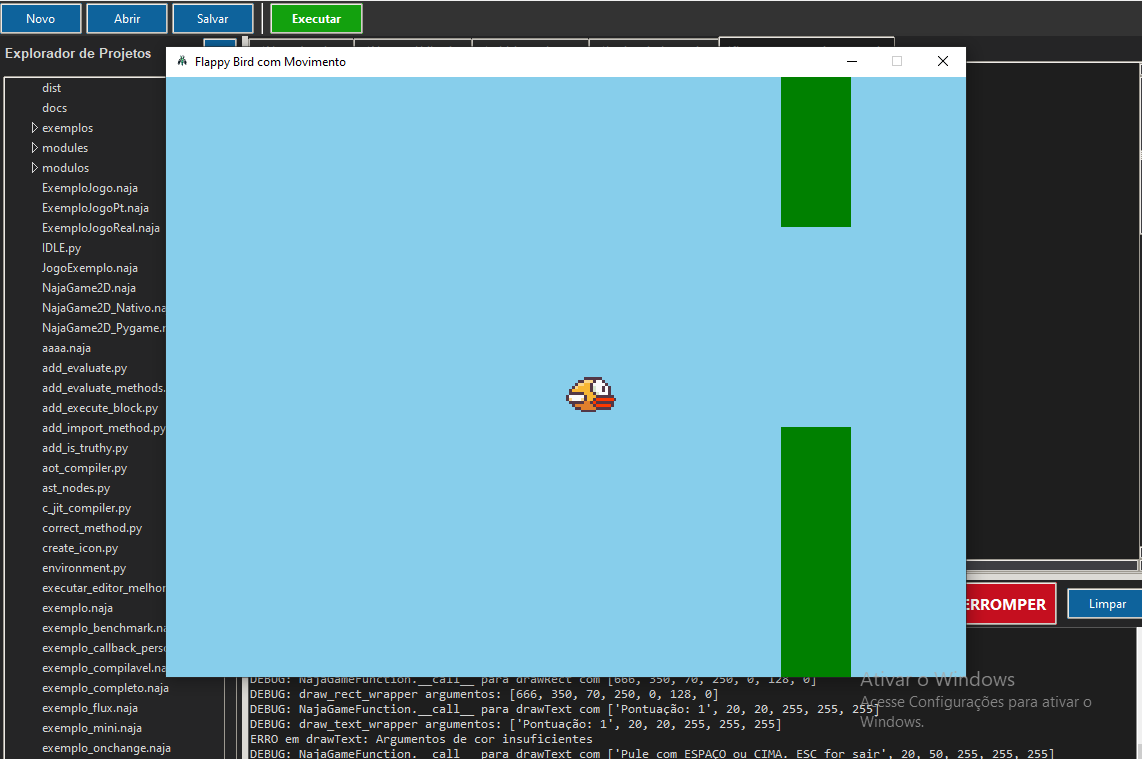 Novo Abrir Salvar Executar
Explorador de Projetos
Flappy Bird com Movimento
dist
docs
exemplos
modules
modulos
ExemploJogo.naja
ExemploJogoPt.naja
ExemploJogoReal.naja
IDLE.py
JogoExemplo.naja
NajaGame2D.naja
NajaGame2D_Nativo.na
NajaGame2D_Pygame.r
aaaa.naja
add_evaluate.py
add_evaluate_methods.
add_execute_block.py
add_import_method.py
add_is_truthy.py
aot_compiler.py
ast_nodes.py
c_jit_compiler.py
correct_method.py
create_icon.py
environment.py
executar_editor_melhor
exemplo.naja
exemplo_benchmark.na
exemplo_callback_perso
exemplo_compilavel.na
exemplo_completo.naja
exemplo_flux.naja
exemplo_mini.naja
exemplo_onchange.naja
ERROMPER Limpar
DEBUG: NajaGameFunction.__call__ para drawRect com [666, 350, 70, 250, 0, 128, 0]
DEBUG: draw_rect_wrapper argumentos: [666, 350, 70, 250, 0, 128, 0]
DEBUG: NajaGameFunction.__call__ para drawText com ['Pontuação: 1', 20, 20, 255, 255, 255]
DEBUG: draw_text_wrapper argumentos: ['Pontuação: 1', 20, 20, 255, 255, 255]
ERRO em drawText: Argumentos de cor insuficientes
DEBUG: NajaGameFunction.__call__ para drawText com ['Pule com ESPAÇO ou CIMA. ESC for sair', 20, 50, 255, 255, 255]
Ativar o Windows
Acesse Configurações para ativar o
Windows.